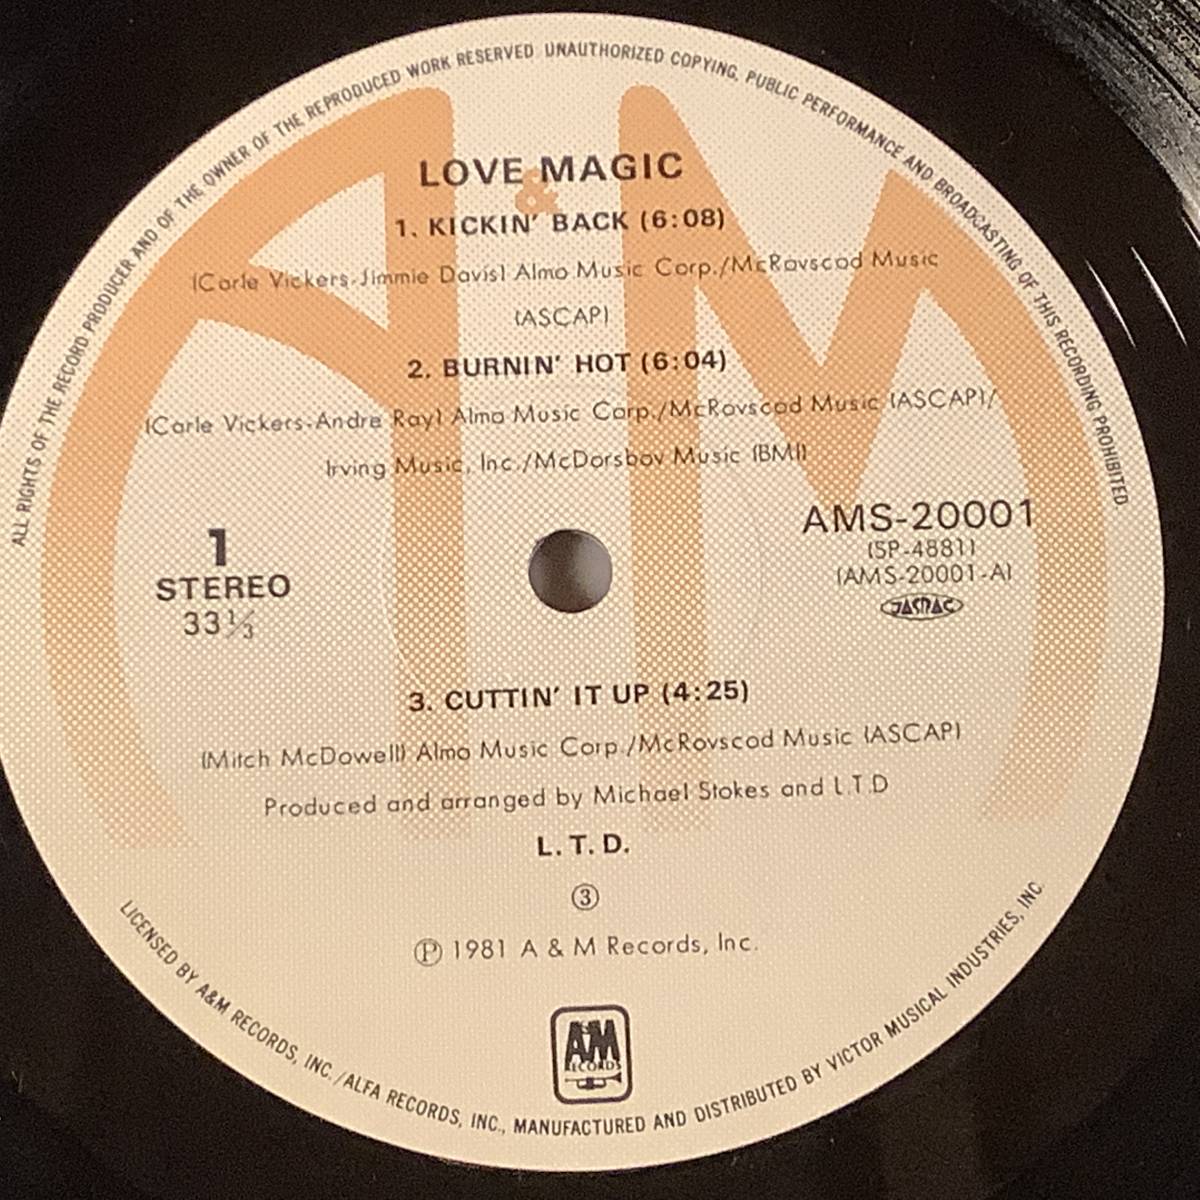 ALL RIGHTS OF THE RECORD PRODUCER AND OF THE OWNER OF THE REPRODUCED WORK RESERVED UNAUTHORIZED COPYING, PUBLIC PERFORMANCE AND BROADCASTING OF THIS RECORDING PROHIBITED
A&M
LOVE MAGIC
1. KICKIN' BACK (6:08)
(Carle Vickers-Jimmie Davis) Almo Music Corp./McRovscod Music
(ASCAP)
2. BURNIN' HOT (6:04)
(Carle Vickers-Andre Ray) Almo Music Corp./McRovscod Music (ASCAP)/
Irving Music, Inc./McDorsbov Music (BMI)
1
STEREO
33 1/3
AMS-20001
(SP-4881)
(AMS-20001-A)
JASRAC
3. CUTTIN' IT UP (4:25)
(Mitch McDowell) Almo Music Corp./McRovscod Music (ASCAP)
Produced and arranged by Michael Stokes and L.T.D
L. T. D.
③
Ⓟ 1981 A & M Records, Inc.
AM
RECORDS
LICENSED BY A&M RECORDS, INC./ALFA RECORDS, INC., MANUFACTURED AND DISTRIBUTED BY VICTOR MUSICAL INDUSTRIES, INC.